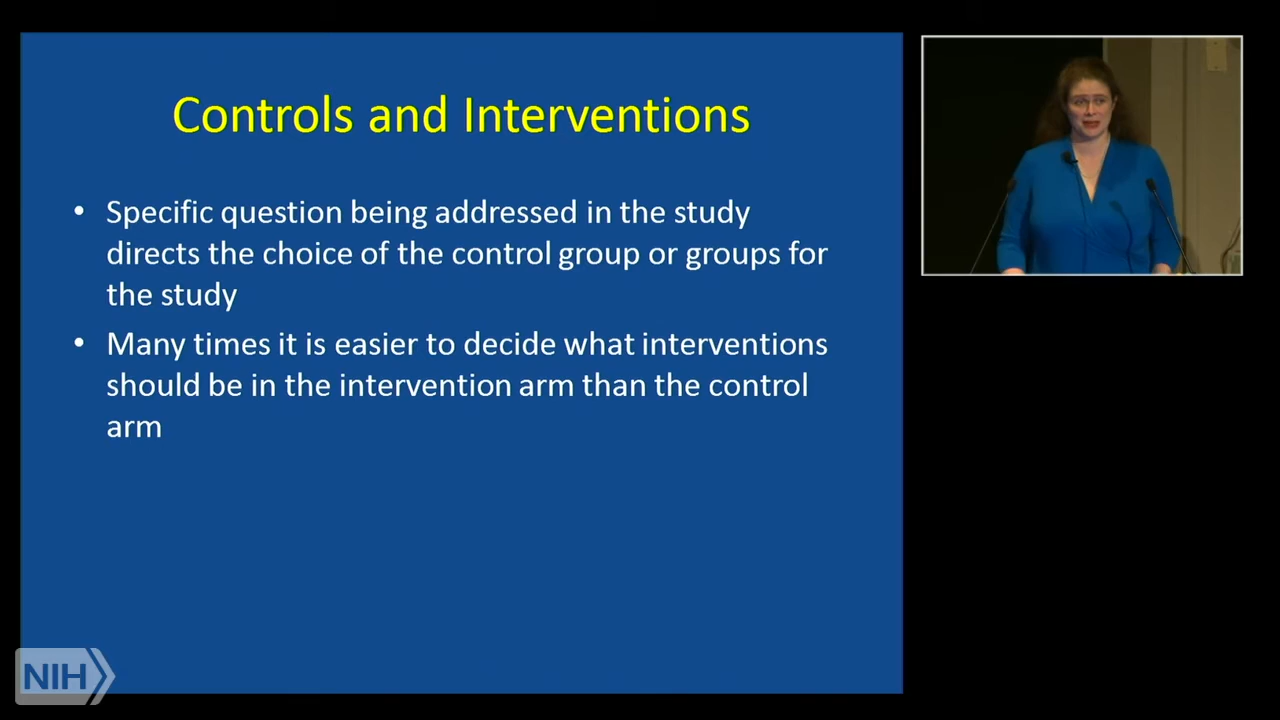 Controls and Interventions
• Specific question being addressed in the study
directs the choice of the control group or groups for
the study
• Many times it is easier to decide what interventions
should be in the intervention arm than the control
arm
NIH